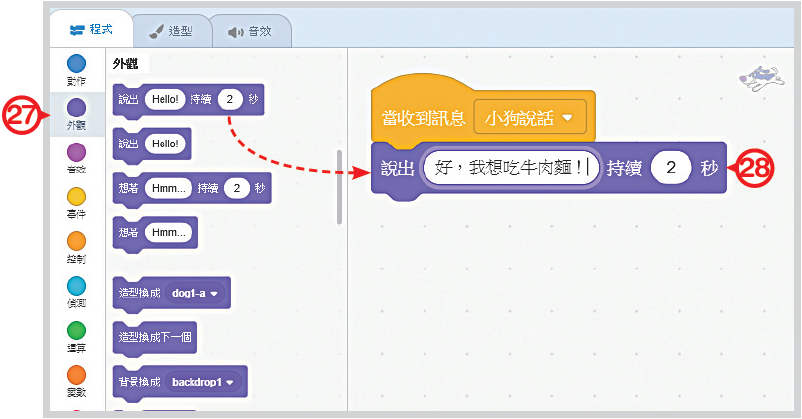 程式 造型 音效
27
動作
外觀
音效
事件
控制
偵測
運算
變數
外觀
說出 Hello! 持續 2 秒
說出 Hello!
想著 Hmm... 持續 2 秒
想著 Hmm...
造型換成 dog1-a
造型換成下一個
背景換成 backdrop1
當收到訊息 小狗說話
說出 好，我想吃牛肉麵！ 持續 2 秒
28